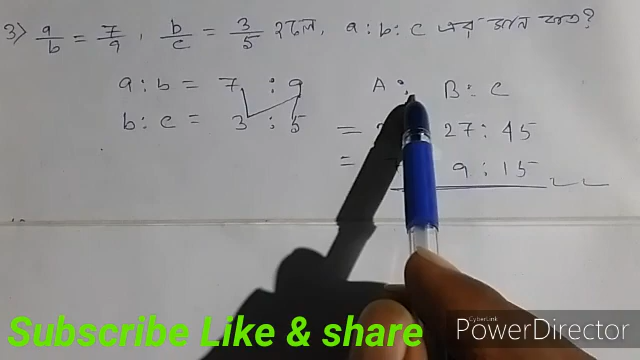 3) a/b = 7/9, b/c = 3/5 হলে, a : b : c এর মান কত?
a : b = 7 : 9
b : c = 3 : 5
A : B : C
= 27 : 45
= 9 : 15
Subscribe Like & share
CyberLink
PowerDirector